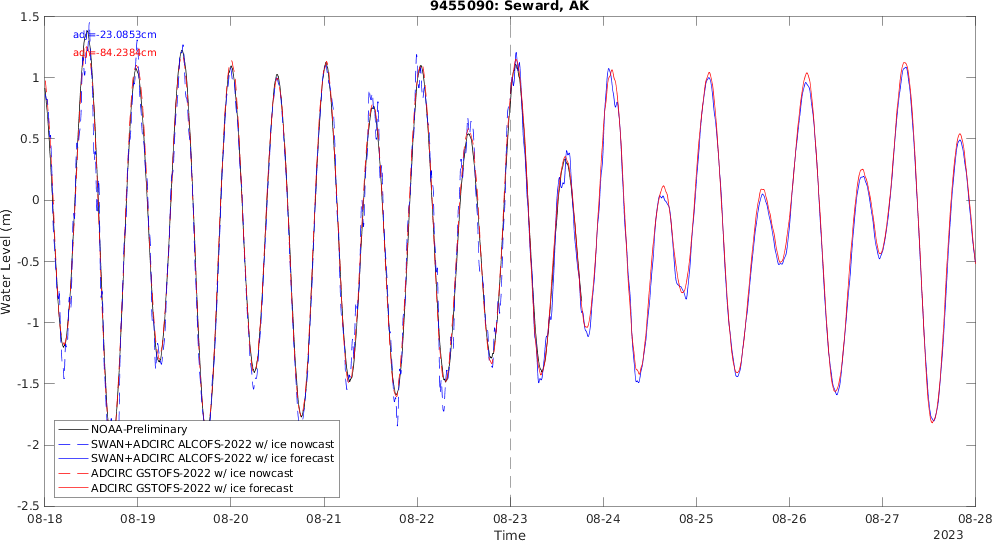 9455090: Seward, AK
adj=-23.0853cm
adj=-84.2384cm
1.5
1
0.5
0
-0.5
-1
-1.5
-2
-2.5
Water Level (m)
NOAA-Preliminary
SWAN+ADCIRC ALCOFS-2022 w/ ice nowcast
SWAN+ADCIRC ALCOFS-2022 w/ ice forecast
ADCIRC GSTOFS-2022 w/ ice nowcast
ADCIRC GSTOFS-2022 w/ ice forecast
08-18 08-19 08-20 08-21 08-22 08-23 08-24 08-25 08-26 08-27 08-28
Time
2023